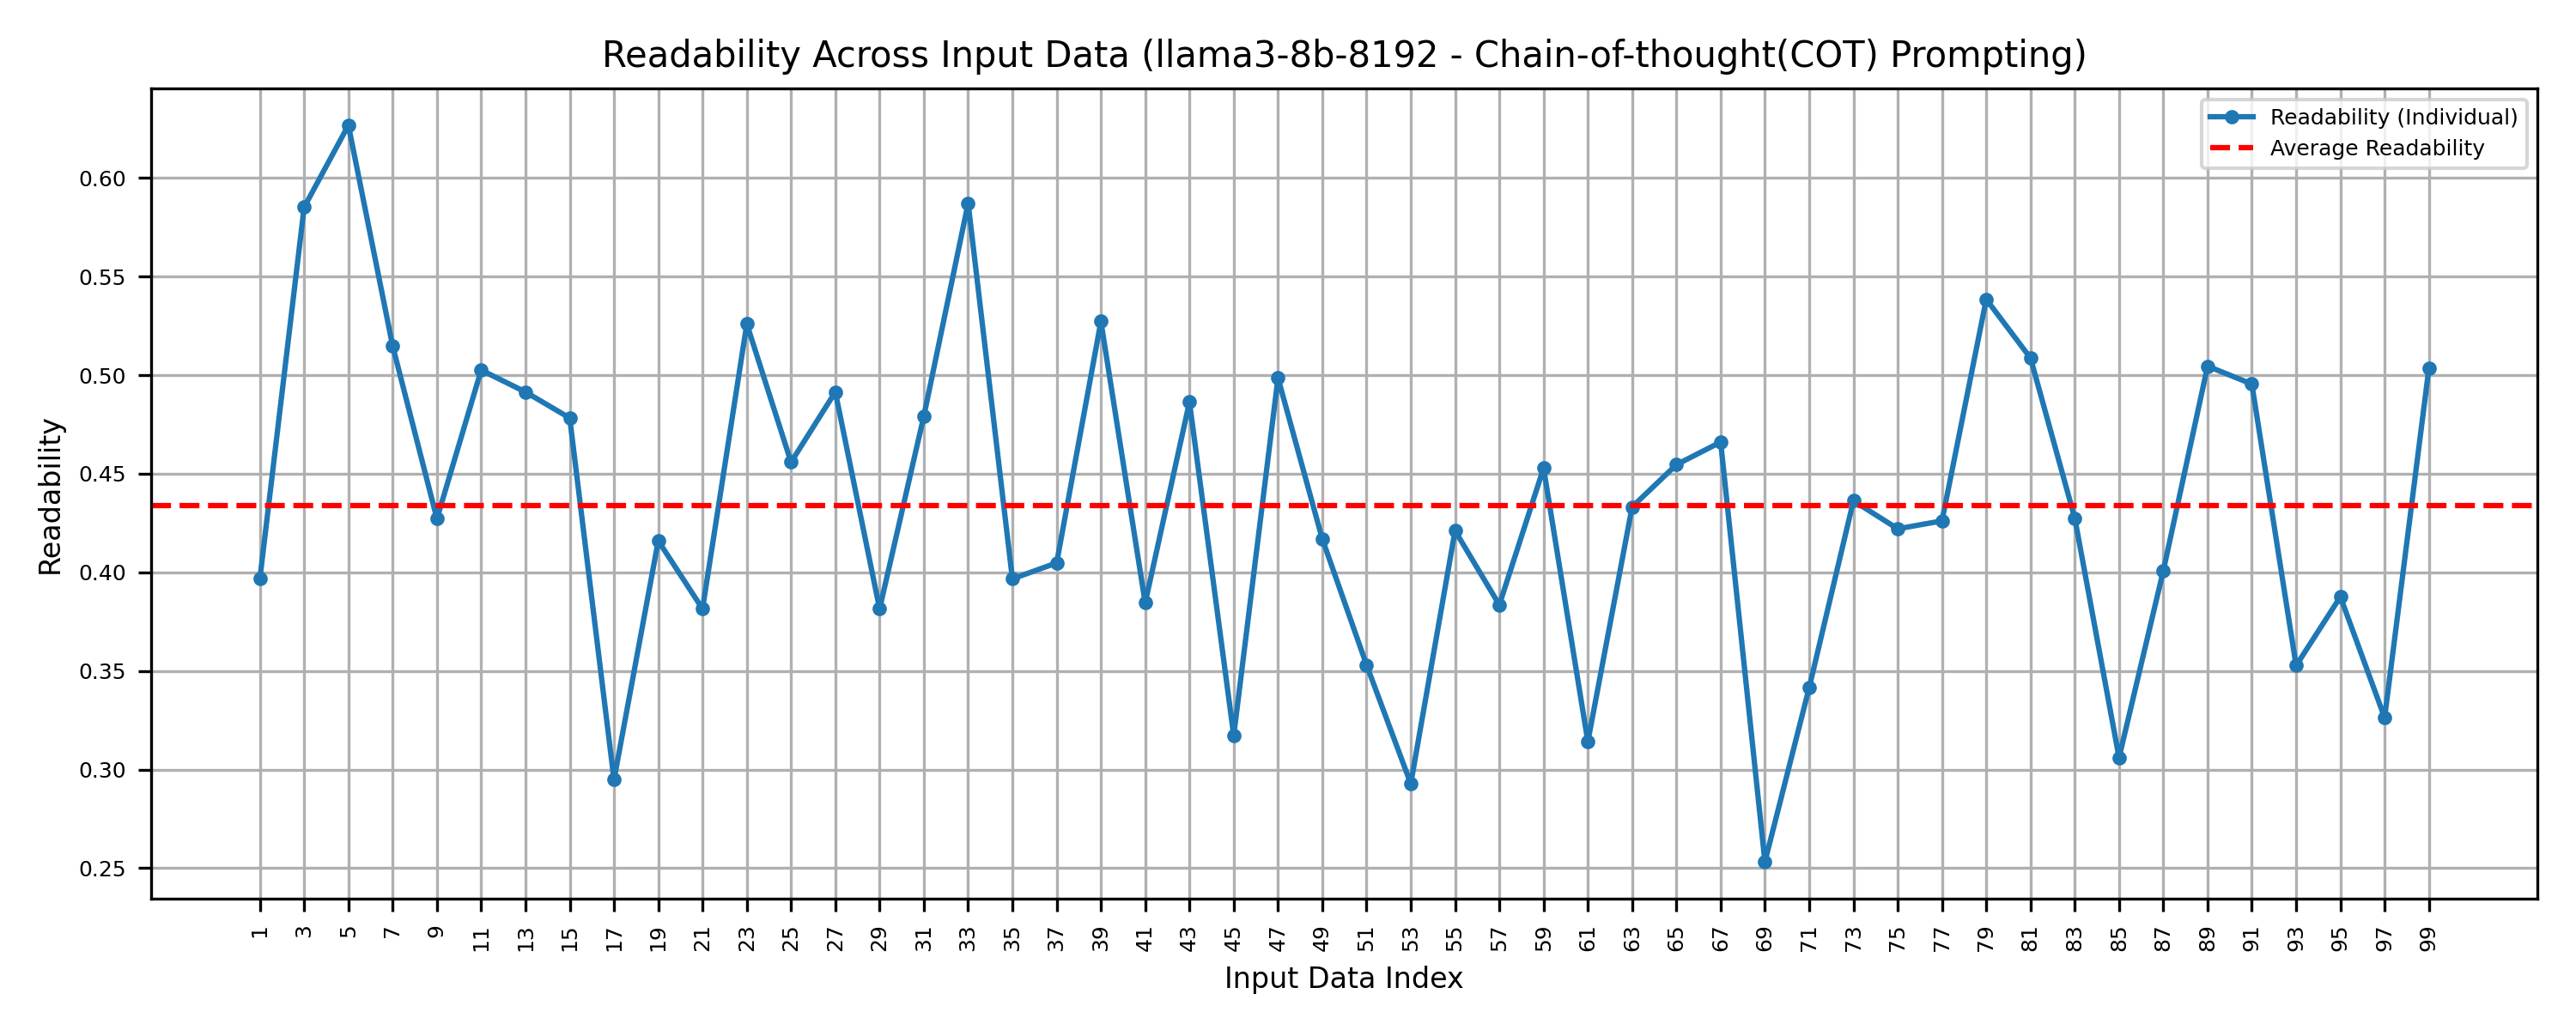 Readability Across Input Data (llama3-8b-8192 - Chain-of-thought(COT) Prompting)
Readability (Individual)
Average Readability
Readability
0.60
0.55
0.50
0.45
0.40
0.35
0.30
0.25
1 3 5 7 9 11 13 15 17 19 21 23 25 27 29 31 33 35 37 39 41 43 45 47 49 51 53 55 57 59 61 63 65 67 69 71 73 75 77 79 81 83 85 87 89 91 93 95 97 99
Input Data Index